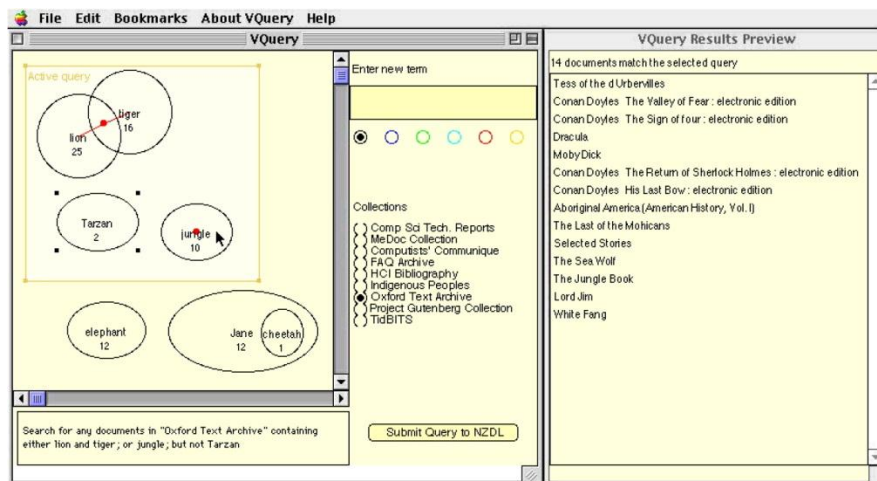 File Edit Bookmarks About VQuery Help
VQuery
Active query
tiger
16
lion
25
Tarzan
2
jungle
10
elephant
12
Jane
12
cheetah
1
Search for any documents in "Oxford Text Archive" containing
either lion and tiger; or jungle; but not Tarzan
Enter new term
Collections
Comp Sci Tech. Reports
MeDoc Collection
Computists' Communique
FAQ Archive
HCI Bibliography
Indigenous Peoples
Oxford Text Archive
Project Gutenberg Collection
TidBITS
Submit Query to NZDL
VQuery Results Preview
14 documents match the selected query
Tess of the d Urbervilles
Conan Doyles The Valley of Fear : electronic edition
Conan Doyles The Sign of four : electronic edition
Dracula
Moby Dick
Conan Doyles The Return of Sherlock Holmes : electronic edition
Conan Doyles His Last Bow : electronic edition
Aboriginal America (American History, Vol. I)
The Last of the Mohicans
Selected Stories
The Sea Wolf
The Jungle Book
Lord Jim
White Fang